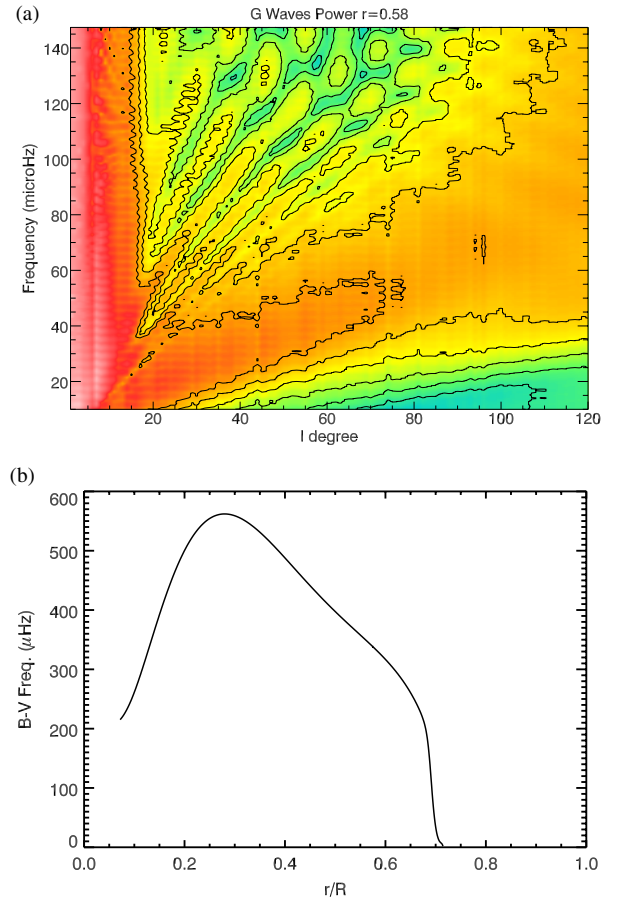 (a)
G Waves Power r=0.58
140
120
100
80
60
40
20
Frequency (microHz)
20 40 60 80 100 120
l degree
(b)
600
500
400
300
200
100
0
B-V Freq. (μHz)
0.0 0.2 0.4 0.6 0.8 1.0
r/R